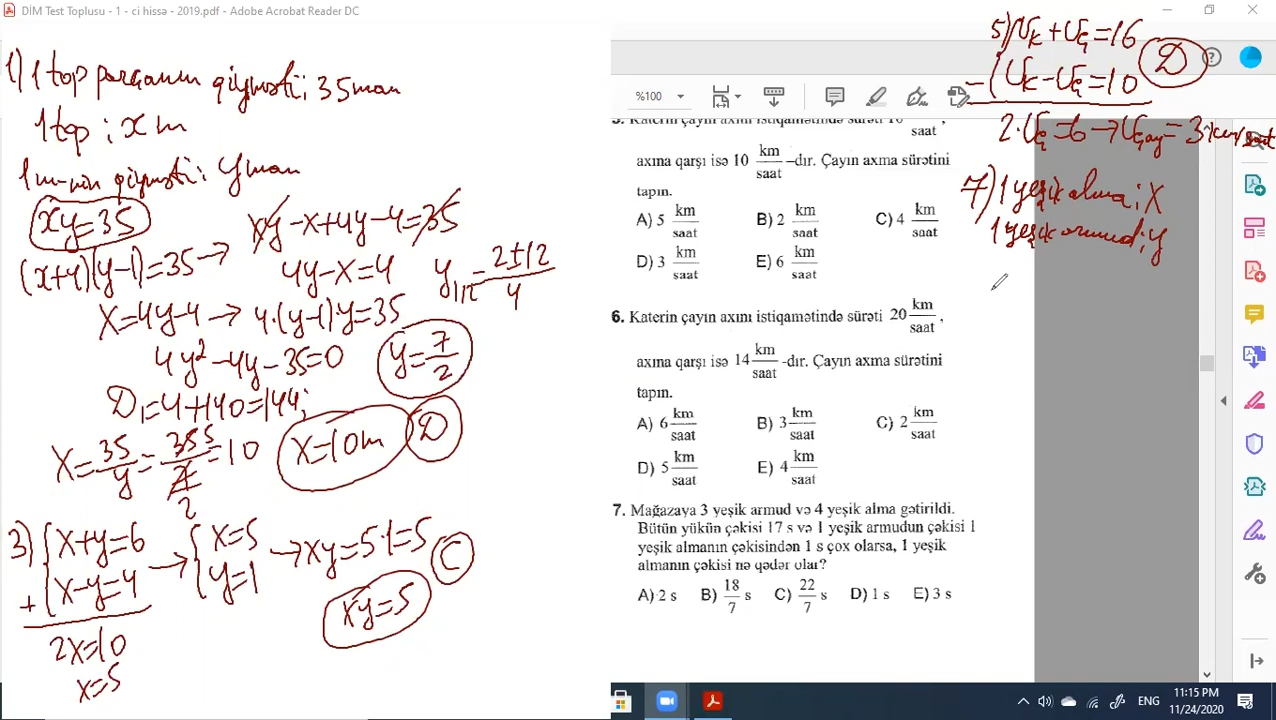 DİM Test Toplusu - 1 - ci hissə - 2019.pdf - Adobe Acrobat Reader DC
1) 1 top parçanın qiyməti: 35 man
1 top : x m
1 m-nin qiyməti: y man
xy=35
xy-x+4y-4=35
(x+4)(y-1)=35 →
4y-x=4
y1,2=2±12/4
x=4y-4 → 4·(y-1)y=35
4y²-4y-35=0
y=7/2
D1=4+140=144;
x=35/y=35/7/2=10
x=10m
D
3) { x+y=6
x-y=4
+
→ { x=5
y=1
→ xy=5·1=5
C
xy=5
2x=10
x=5
5) Uk+Uç=16
- { Uk-Uç=10
D
2·Uç=6 → Uçay=3 km/saat
7) 1 yeşik alma: x
1 yeşik armud: y
%100
5. Katerin çayın axını istiqamətində sürəti 16 saat ,
axına qarşı isə 10 km/saat –dır. Çayın axma sürətini
tapın.
A) 5 km/saat B) 2 km/saat C) 4 km/saat
D) 3 km/saat E) 6 km/saat
6. Katerin çayın axını istiqamətində sürəti 20 km/saat ,
axına qarşı isə 14 km/saat -dır. Çayın axma sürətini
tapın.
A) 6 km/saat B) 3 km/saat C) 2 km/saat
D) 5 km/saat E) 4 km/saat
7. Mağazaya 3 yeşik armud və 4 yeşik alma gətirildi.
Bütün yükün çəkisi 17 s və 1 yeşik armudun çəkisi 1
yeşik almanın çəkisindən 1 s çox olarsa, 1 yeşik
almanın çəkisi nə qədər olar?
A) 2 s B) 18/7 s C) 22/7 s D) 1 s E) 3 s
ENG
11:15 PM
11/24/2020